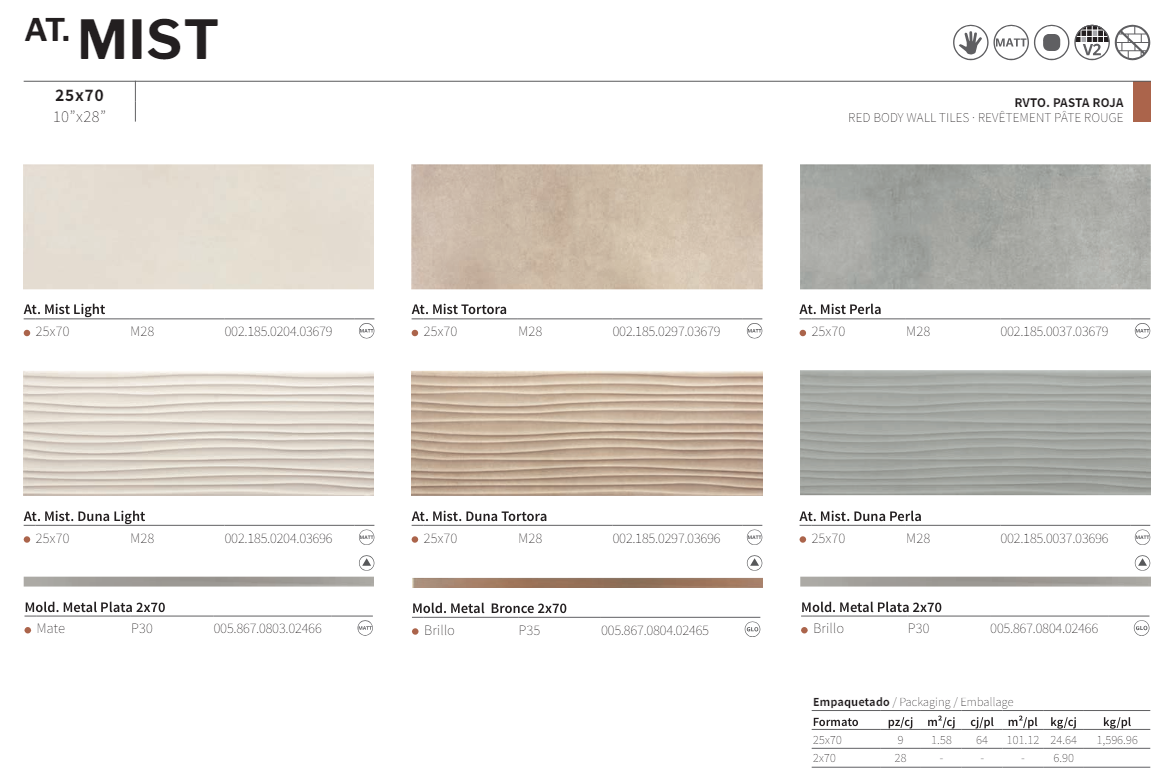 AT. MIST
MATT V2
25x70
10”x28”
RVTO. PASTA ROJA
RED BODY WALL TILES · REVÊTEMENT PÂTE ROUGE
At. Mist Light
25x70 M28 002.185.0204.03679 MATT
At. Mist Tortora
25x70 M28 002.185.0297.03679 MATT
At. Mist Perla
25x70 M28 002.185.0037.03679 MATT
At. Mist. Duna Light
25x70 M28 002.185.0204.03696 MATT
At. Mist. Duna Tortora
25x70 M28 002.185.0297.03696 MATT
At. Mist. Duna Perla
25x70 M28 002.185.0037.03696 MATT
Mold. Metal Plata 2x70
Mate P30 005.867.0803.02466 MATT
Mold. Metal Bronce 2x70
Brillo P35 005.867.0804.02465 GLO
Mold. Metal Plata 2x70
Brillo P30 005.867.0804.02466 GLO
Empaquetado / Packaging / Emballage
Formato pz/cj m²/cj cj/pl m²/pl kg/cj kg/pl
25x70 9 1.58 64 101.12 24.64 1,596.96
2x70 28 - - - 6.90